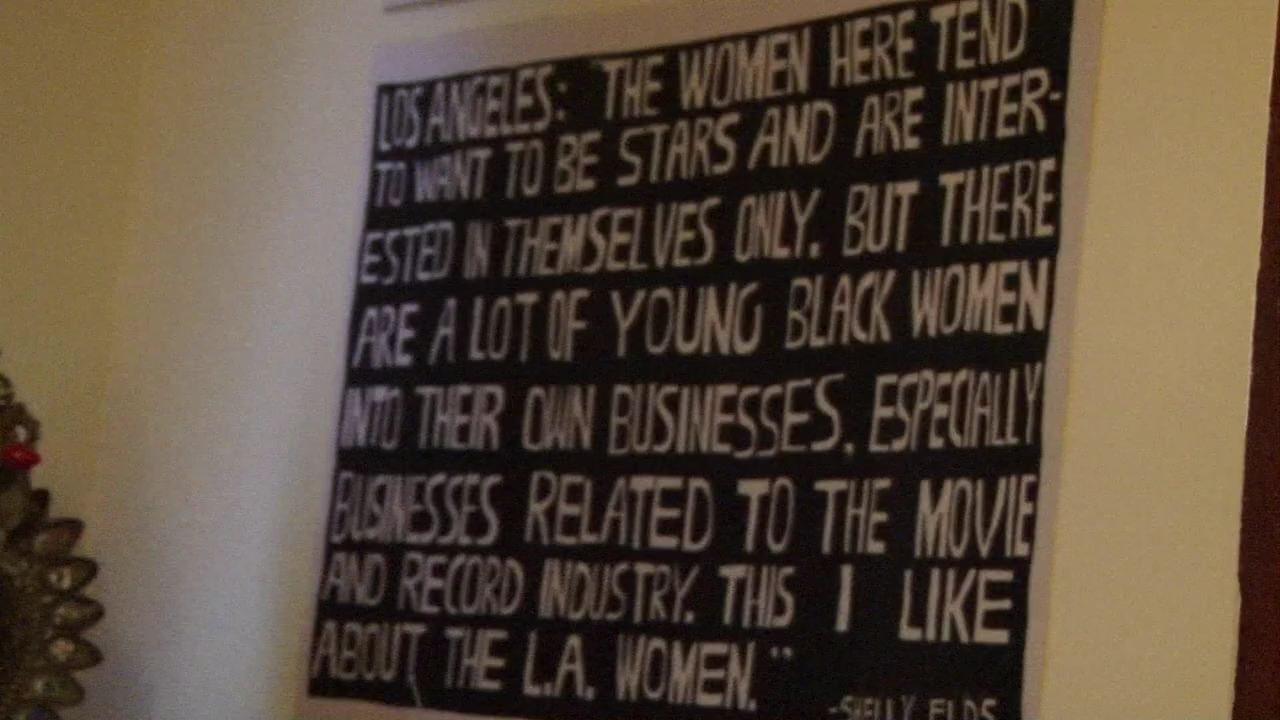 LOS ANGELES: "THE WOMEN HERE TEND
TO WANT TO BE STARS AND ARE INTER-
ESTED IN THEMSELVES ONLY. BUT THERE
ARE A LOT OF YOUNG BLACK WOMEN
INTO THEIR OWN BUSINESSES. ESPECIALLY
BUSINESSES RELATED TO THE MOVIE
AND RECORD INDUSTRY. THIS I LIKE
ABOUT THE L.A. WOMEN."
-SHELLY FLDS